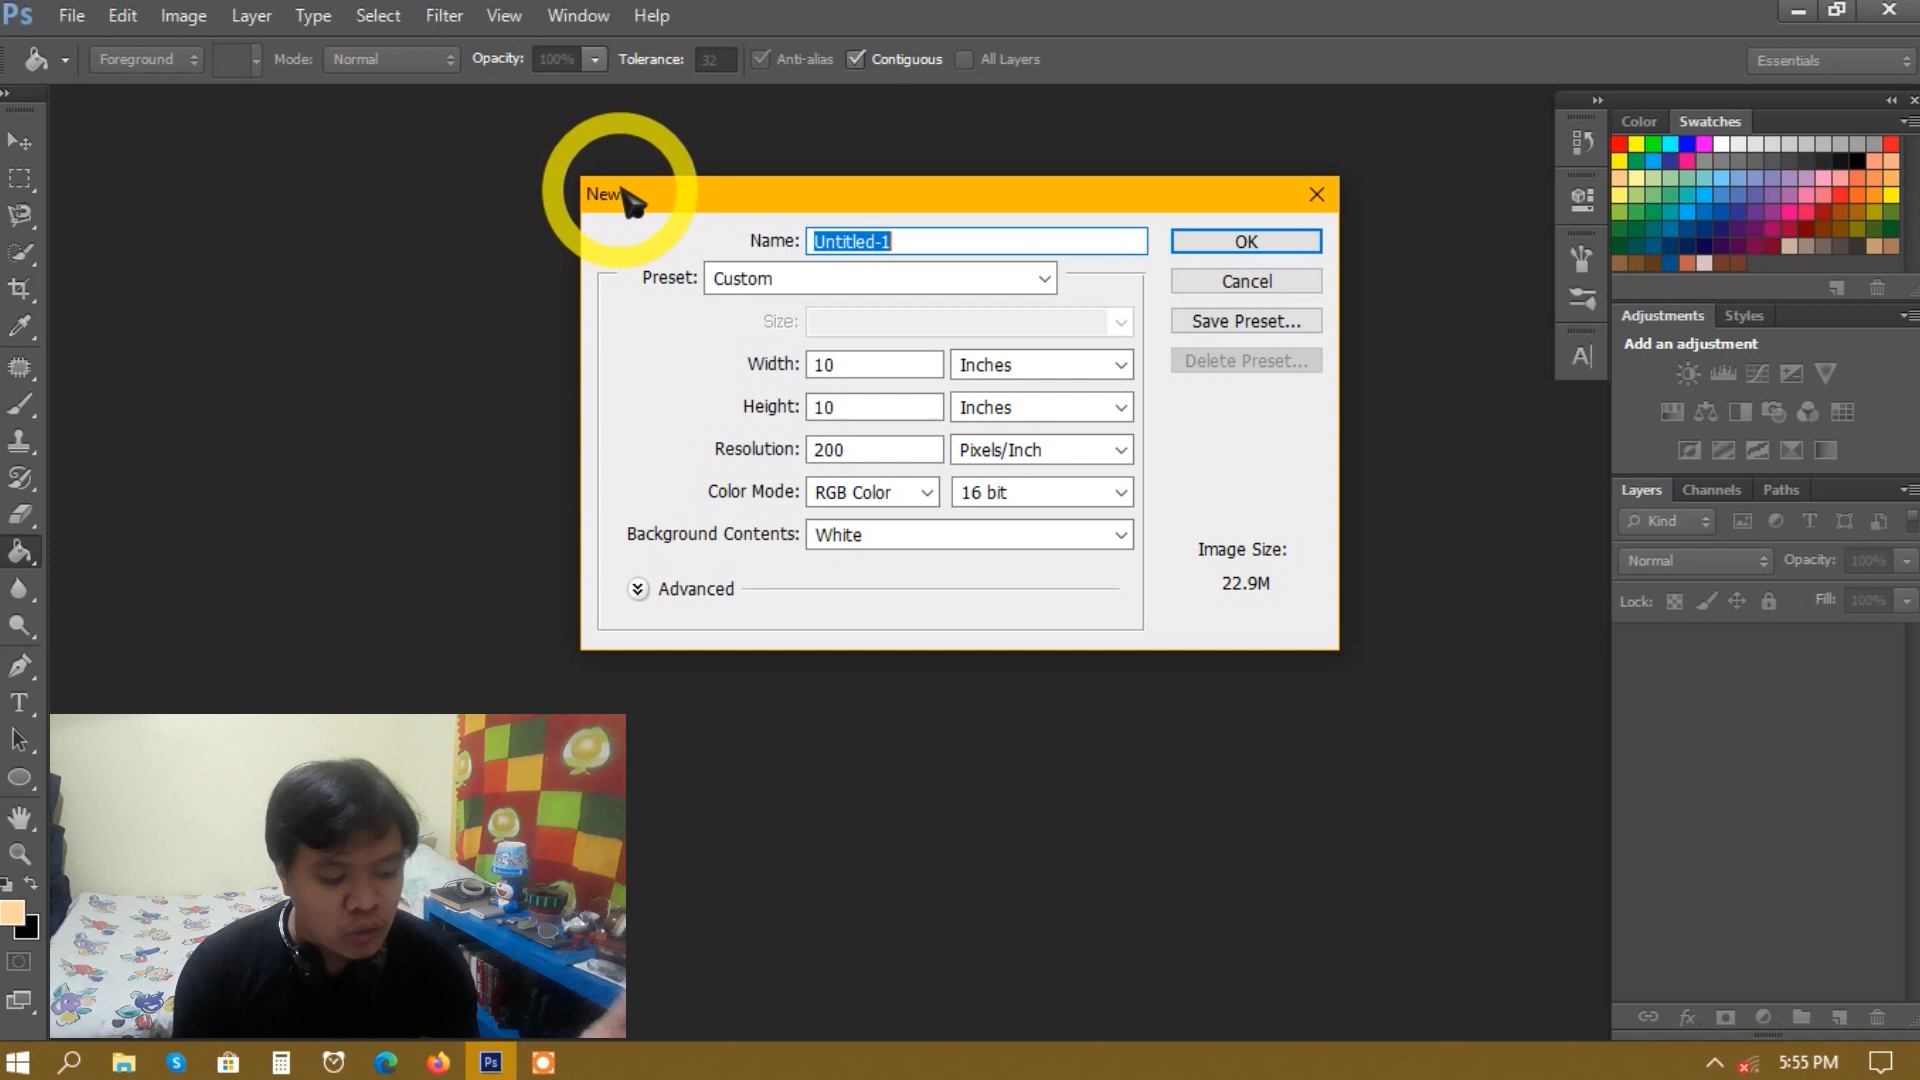 Ps File Edit Image Layer Type Select Filter View Window Help
Foreground Mode: Normal Opacity: 100% Tolerance: 32 Anti-alias Contiguous All Layers Essentials
Color Swatches
New
Name: Untitled-1 OK
Preset: Custom Cancel
Size: Save Preset...
Width: 10 Inches Delete Preset...
Height: 10 Inches
Resolution: 200 Pixels/Inch
Color Mode: RGB Color 16 bit
Background Contents: White
Image Size:
22.9M
Advanced
Adjustments Styles
Add an adjustment
Layers Channels Paths
Kind
Normal Opacity: 100%
Lock: Fill: 100%
fx
Ps 5:55 PM